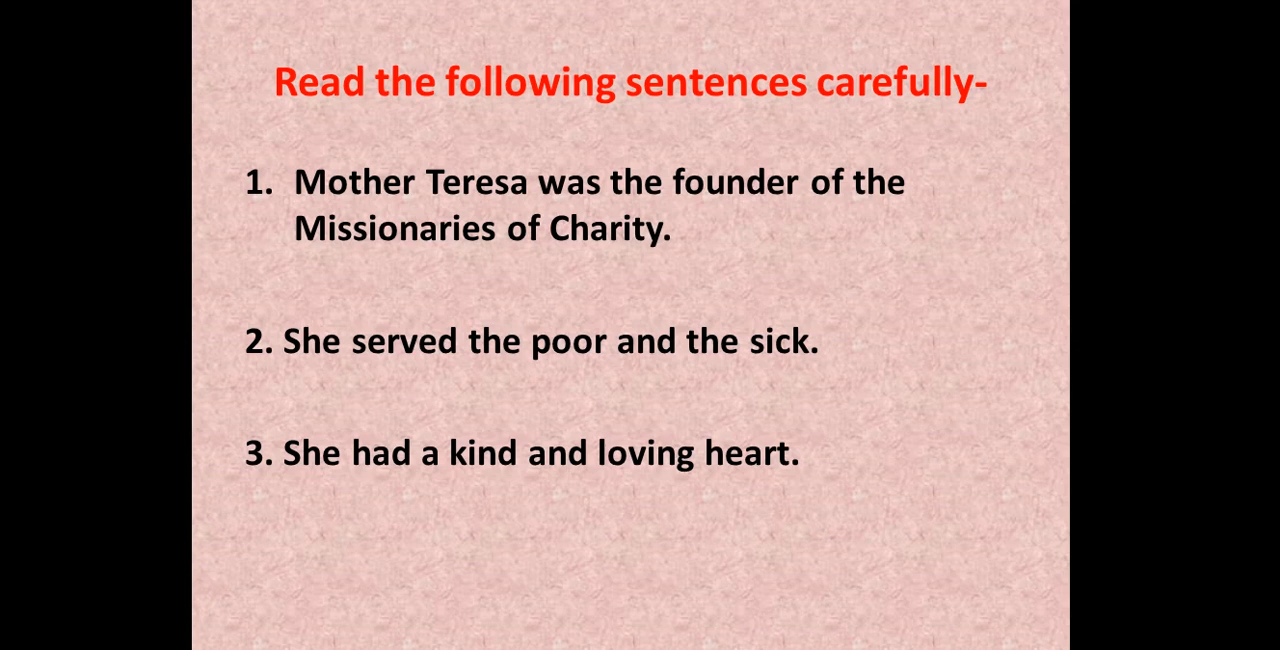 Read the following sentences carefully-
1. Mother Teresa was the founder of the
Missionaries of Charity.
2. She served the poor and the sick.
3. She had a kind and loving heart.